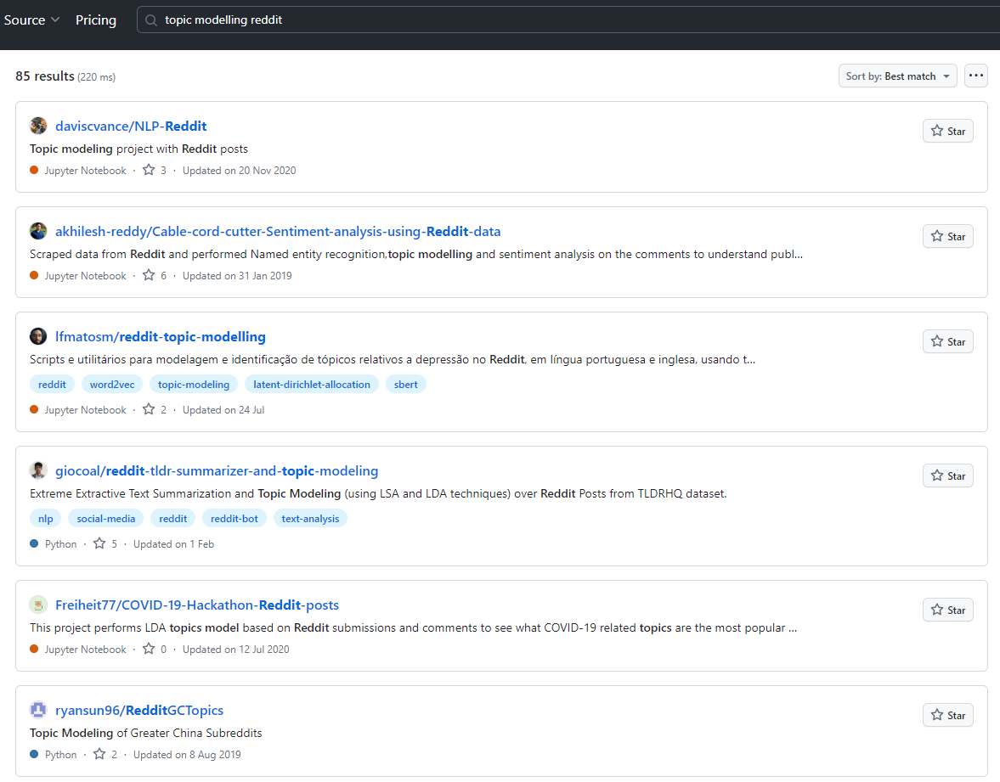 Source Pricing topic modelling reddit
85 results (220 ms) Sort by: Best match
daviscvance/NLP-Reddit Star
Topic modeling project with Reddit posts
Jupyter Notebook · 3 · Updated on 20 Nov 2020
akhilesh-reddy/Cable-cord-cutter-Sentiment-analysis-using-Reddit-data Star
Scraped data from Reddit and performed Named entity recognition,topic modelling and sentiment analysis on the comments to understand publ...
Jupyter Notebook · 6 · Updated on 31 Jan 2019
lfmatosm/reddit-topic-modelling Star
Scripts e utilitários para modelagem e identificação de tópicos relativos a depressão no Reddit, em língua portuguesa e inglesa, usando t...
reddit word2vec topic-modeling latent-dirichlet-allocation sbert
Jupyter Notebook · 2 · Updated on 24 Jul
giocoal/reddit-tldr-summarizer-and-topic-modeling Star
Extreme Extractive Text Summarization and Topic Modeling (using LSA and LDA techniques) over Reddit Posts from TLDRHQ dataset.
nlp social-media reddit reddit-bot text-analysis
Python · 5 · Updated on 1 Feb
Freiheit77/COVID-19-Hackathon-Reddit-posts Star
This project performs LDA topics model based on Reddit submissions and comments to see what COVID-19 related topics are the most popular ...
Jupyter Notebook · 0 · Updated on 12 Jul 2020
ryansun96/RedditGCTopics Star
Topic Modeling of Greater China Subreddits
Python · 2 · Updated on 8 Aug 2019